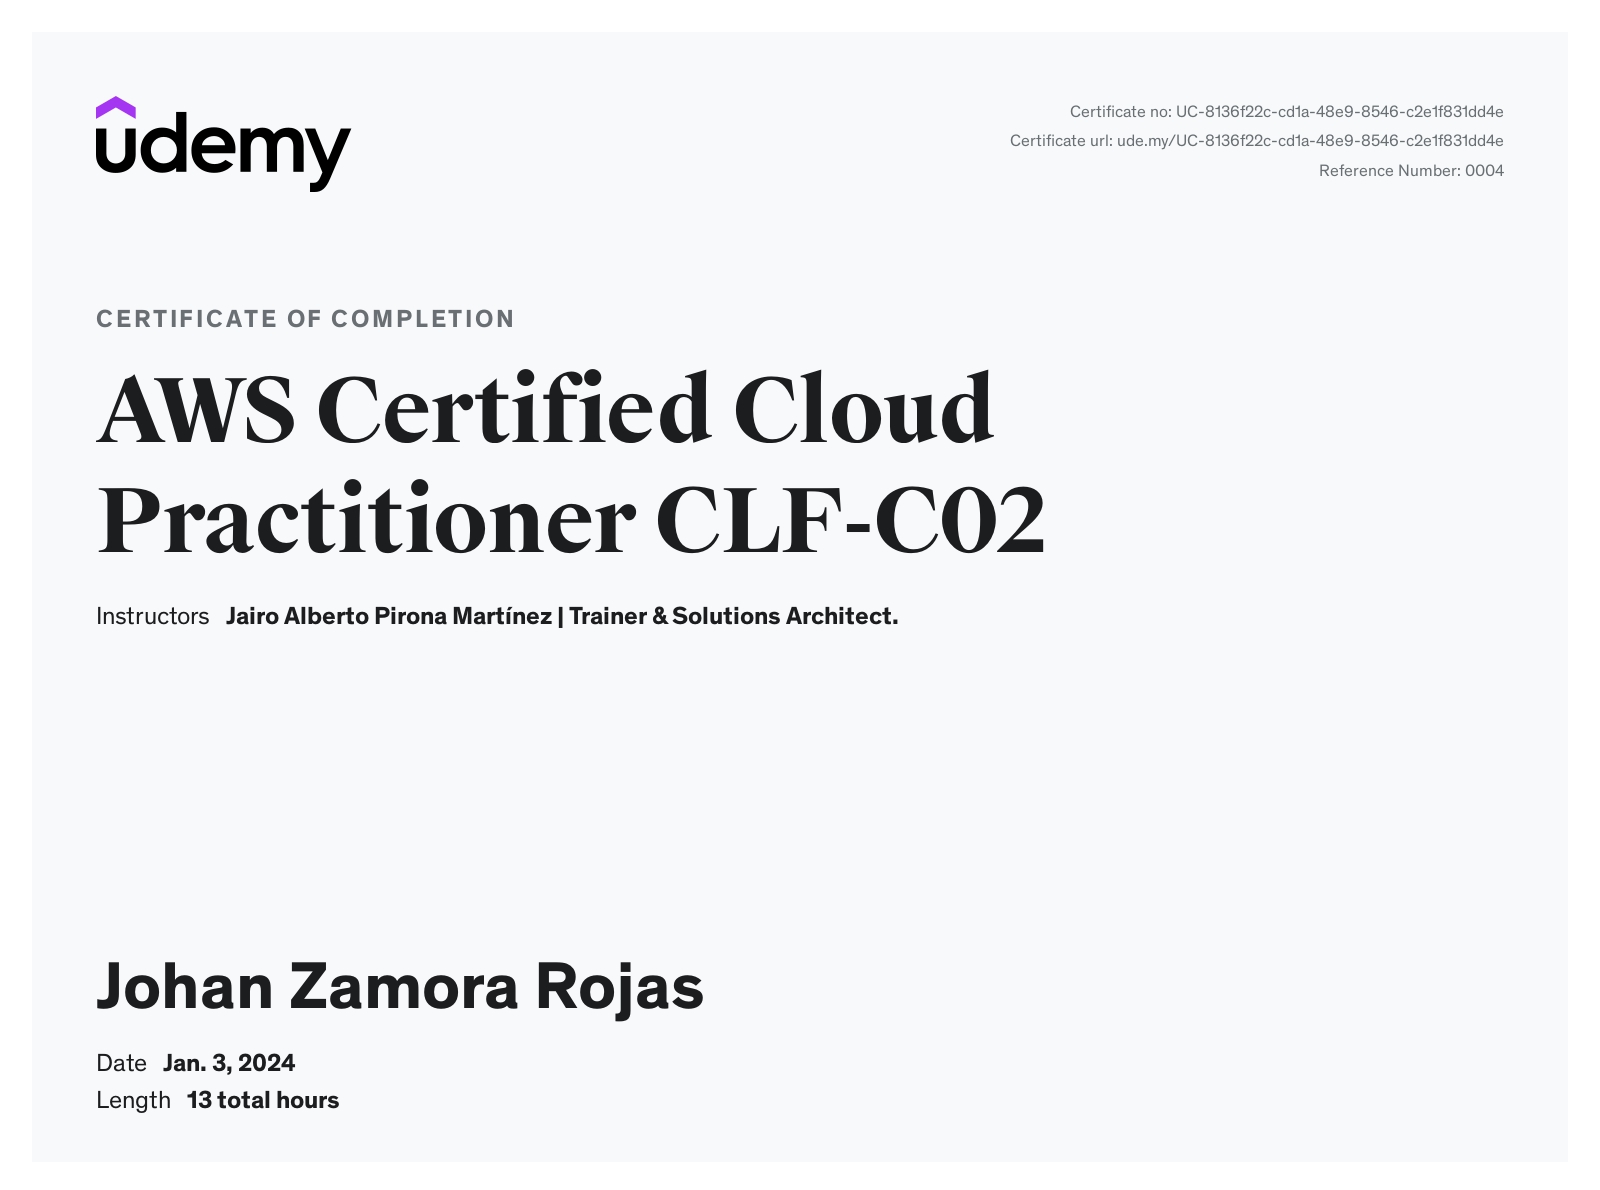 udemy
Certificate no: UC-8136f22c-cd1a-48e9-8546-c2e1f831dd4e
Certificate url: ude.my/UC-8136f22c-cd1a-48e9-8546-c2e1f831dd4e
Reference Number: 0004
CERTIFICATE OF COMPLETION
AWS Certified Cloud
Practitioner CLF-C02
Instructors Jairo Alberto Pirona Martínez | Trainer & Solutions Architect.
Johan Zamora Rojas
Date Jan. 3, 2024
Length 13 total hours